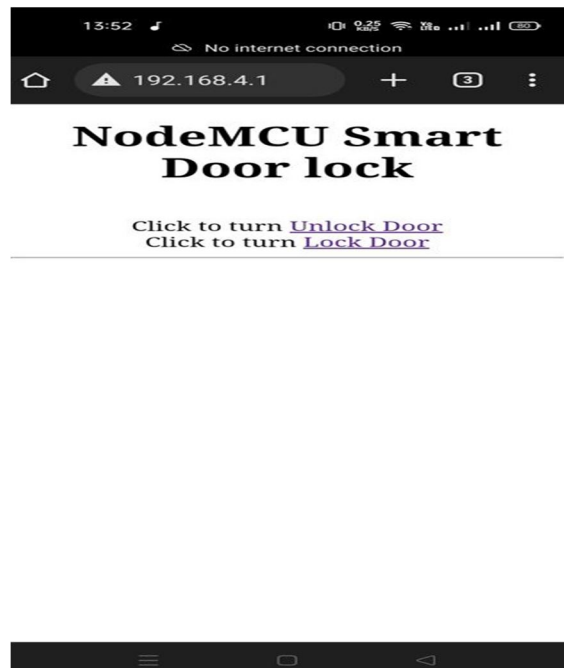 13:52
0.25 KB/S
80
No internet connection
192.168.4.1
3
NodeMCU Smart
Door lock
Click to turn Unlock Door
Click to turn Lock Door